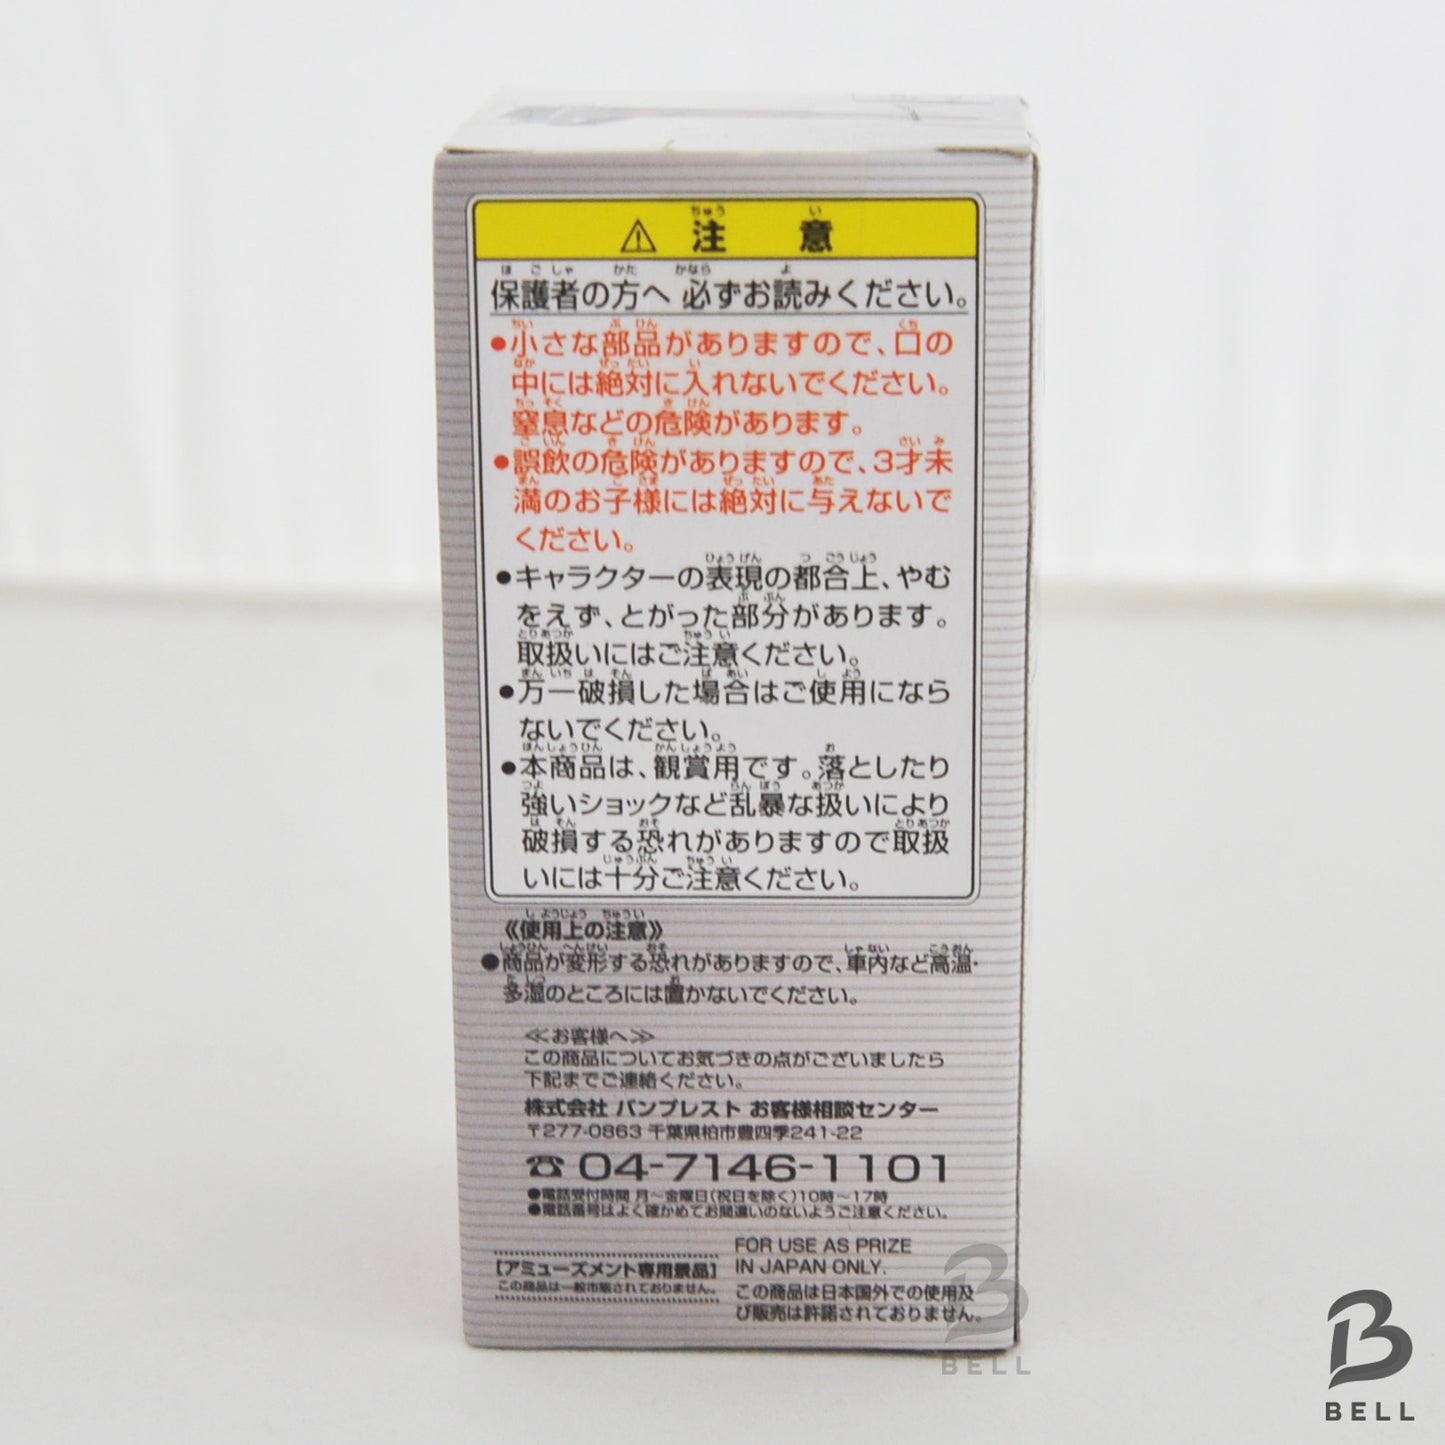 ⚠ 注意
保護者の方へ 必ずお読みください。
●小さな部品がありますので、口の
中には絶対に入れないでください。
窒息などの危険があります。
●誤飲の危険がありますので、3才未
満のお子様には絶対に与えないで
ください。
●キャラクターの表現の都合上、やむ
をえず、とがった部分があります。
取扱いにはご注意ください。
●万一破損した場合はご使用になら
ないでください。
●本商品は、観賞用です。落としたり
強いショックなど乱暴な扱いにより
破損する恐れがありますので取扱
いには十分ご注意ください。
《使用上の注意》
●商品が変形する恐れがありますので、車内など高温・
多湿のところには置かないでください。
≪お客様へ≫
この商品についてお気づきの点がございましたら
下記までご連絡ください。
株式会社 バンプレスト お客様相談センター
〒277-0863 千葉県柏市豊四季241-22
☎04-7146-1101
●電話受付時間 月～金曜日(祝日を除く)10時～17時
●電話番号はよく確かめてお間違いのないようご注意ください。
[アミューズメント専用景品]
この商品は一般市販されておりません。
FOR USE AS PRIZE
IN JAPAN ONLY.
この商品は日本国外での使用及
び販売は許諾されておりません。
BELL
BELL